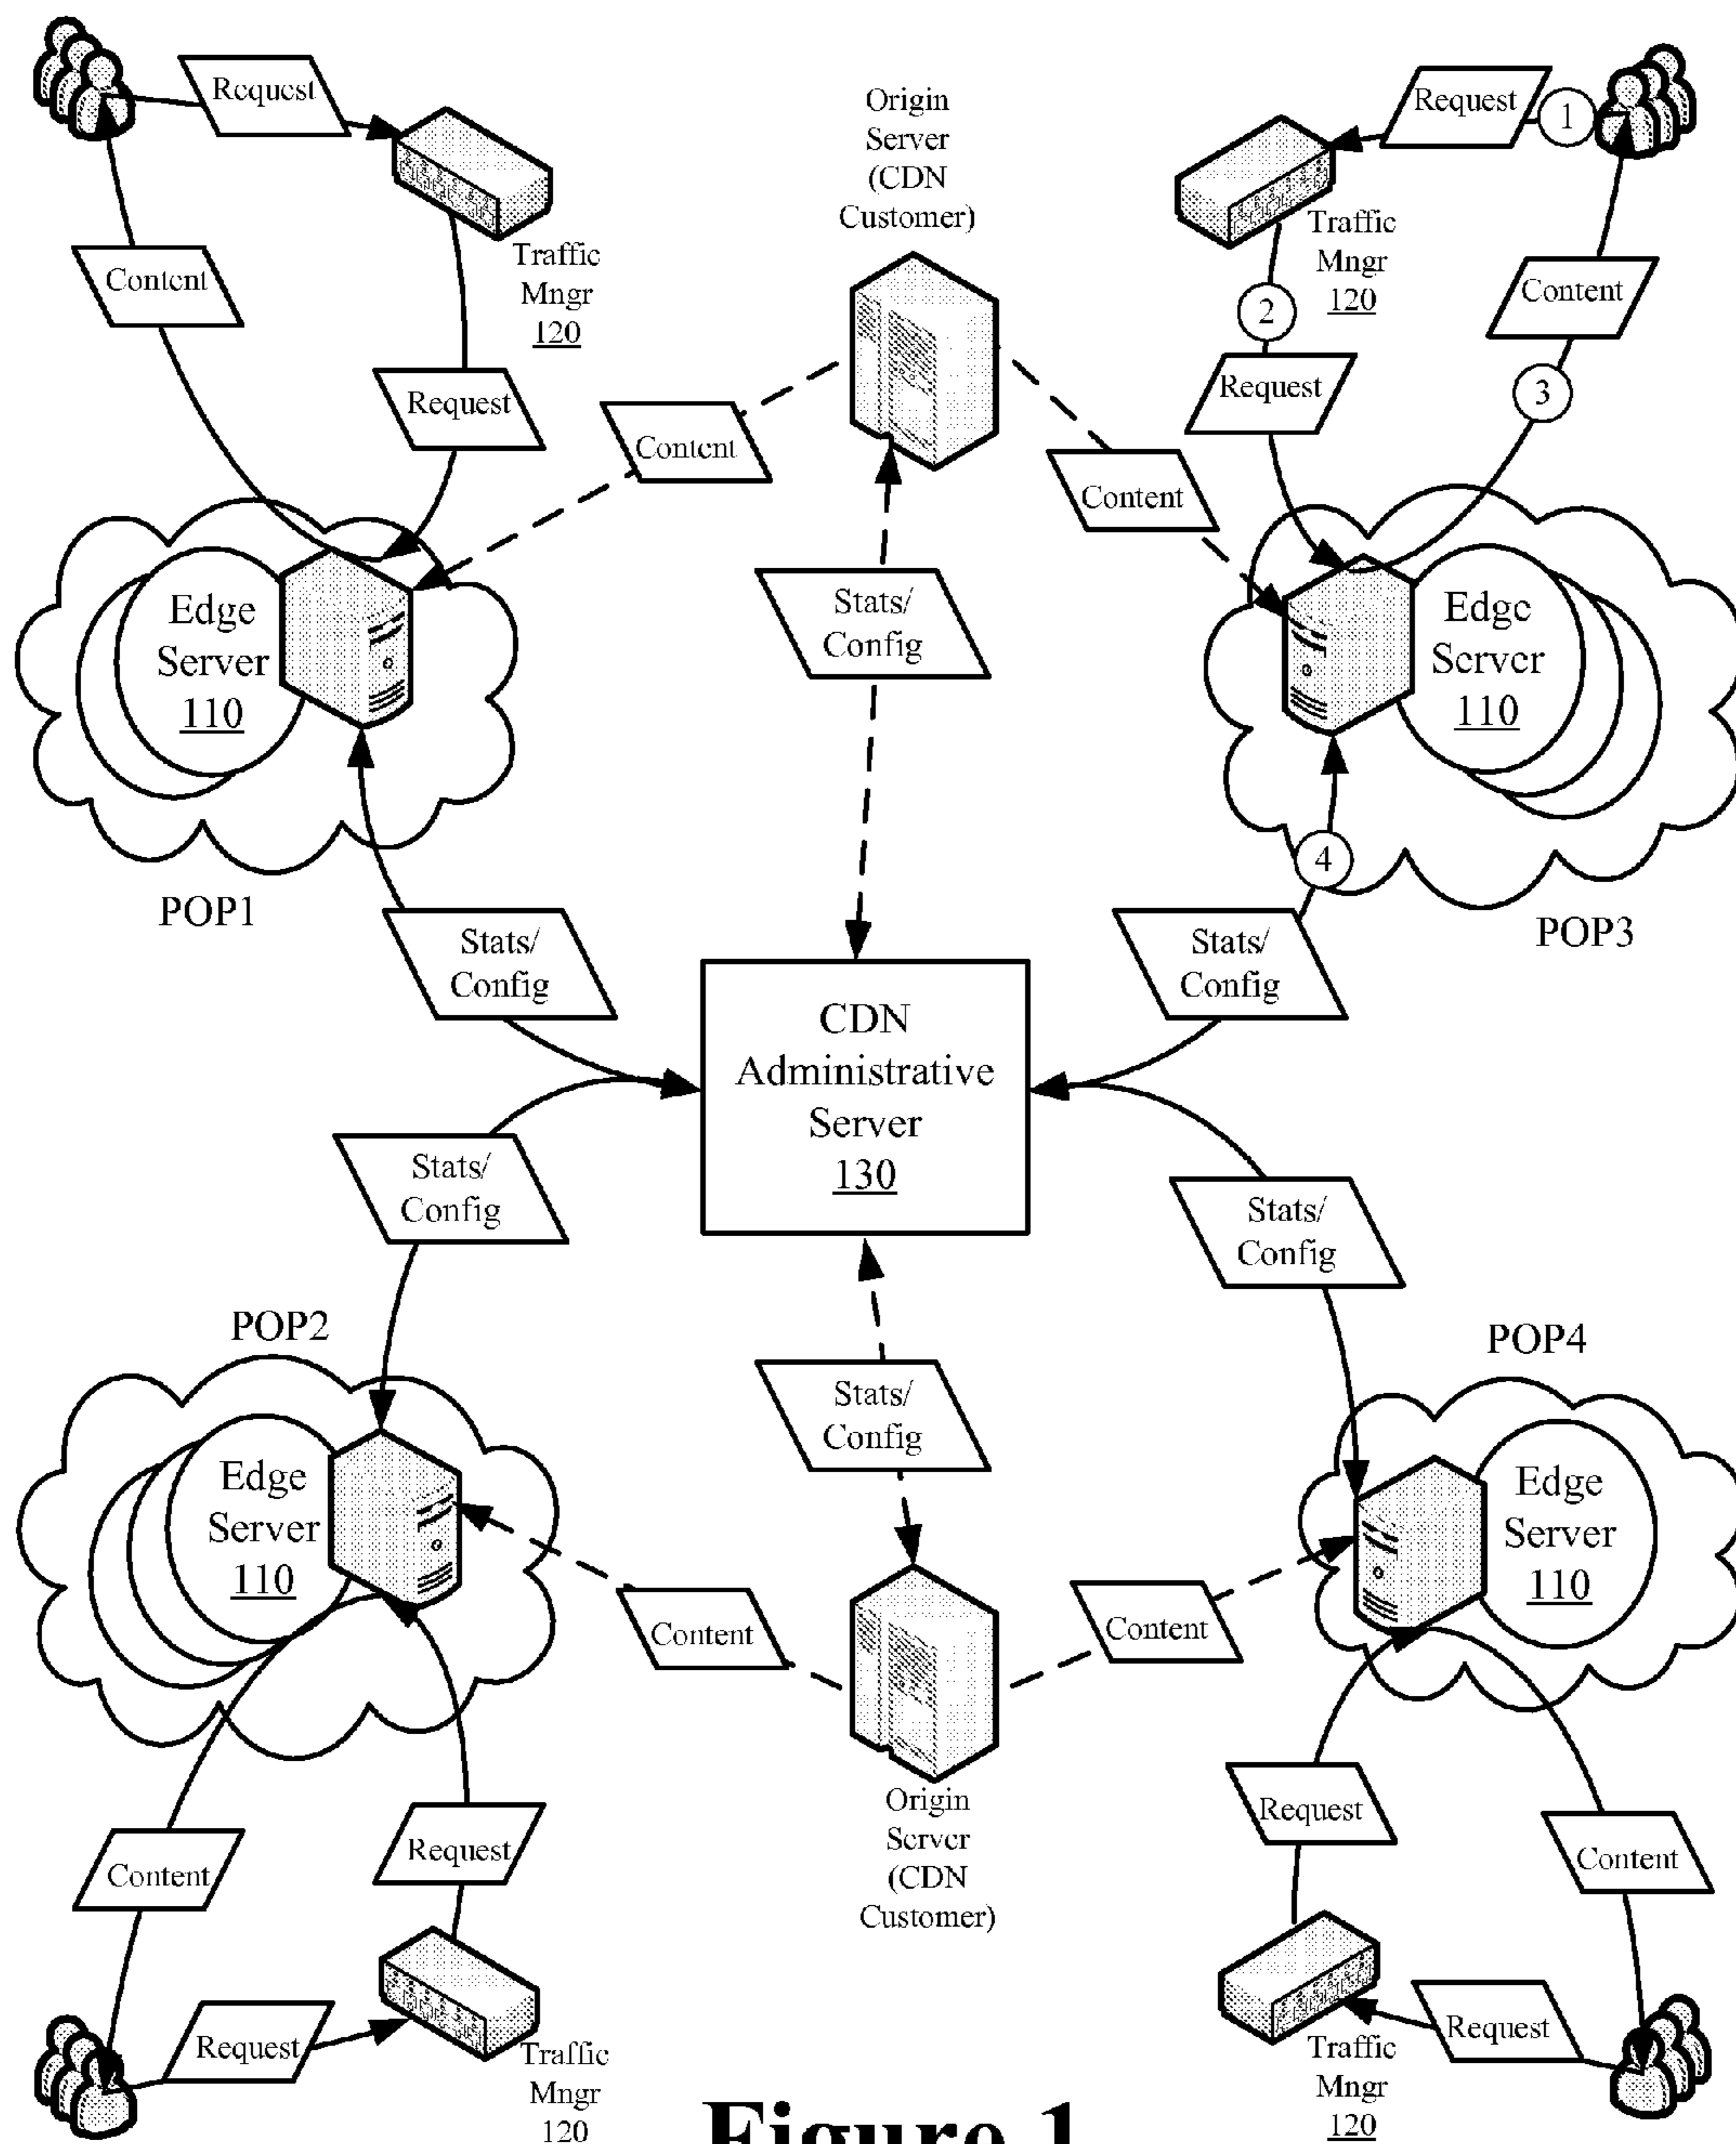 Request
Request
1
Origin
Server
(CDN
Customer)
Traffic
Mngr
120
Traffic
Mngr
120
Content
Content
2
Request
Request
3
Content
Content
Edge
Server
110
Stats/
Config
Edge
Server
110
4
POP1
POP3
Stats/
Config
Stats/
Config
CDN
Administrative
Server
130
Stats/
Config
Stats/
Config
POP2
POP4
Stats/
Config
Edge
Server
110
Edge
Server
110
Content
Content
Origin
Server
(CDN
Customer)
Request
Request
Content
Content
Request
Request
Traffic
Mngr
120
Traffic
Mngr
120
Figure 1